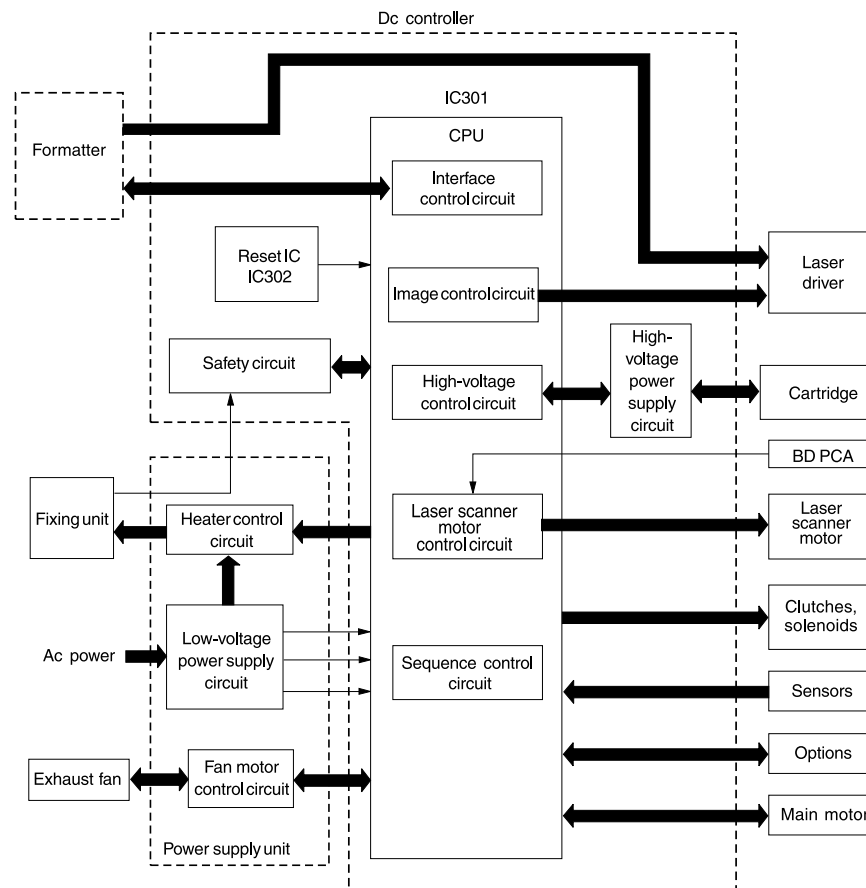 Dc controller
IC301
CPU
Formatter
Interface
control circuit
Reset IC
IC302
Image control circuit
Laser
driver
Safety circuit
High-voltage
control circuit
High-
voltage
power
supply
circuit
Cartridge
BD PCA
Fixing unit
Heater control
circuit
Laser scanner
motor
control circuit
Laser
scanner
motor
Ac power
Low-voltage
power supply
circuit
Clutches,
solenoids
Sequence control
circuit
Sensors
Exhaust fan
Fan motor
control circuit
Options
Main motor
Power supply unit